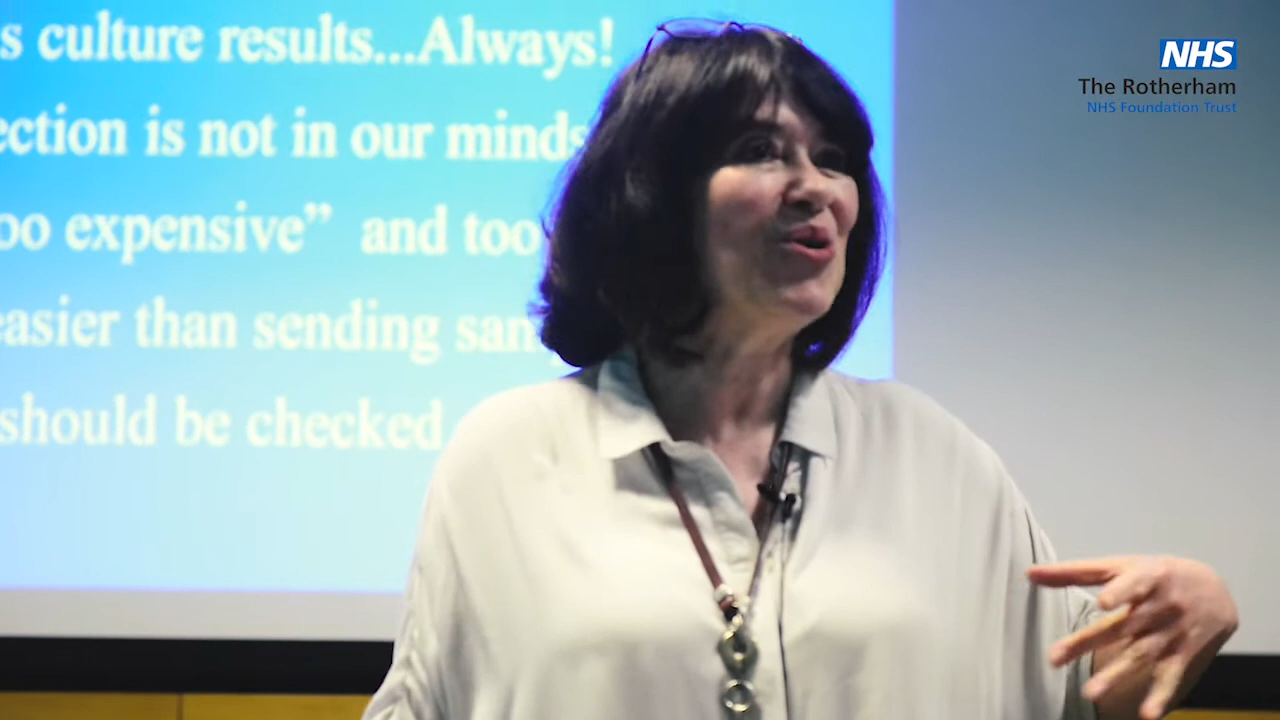 s culture results...Always!
ection is not in our minds
oo expensive” and too
easier than sending sam
should be checked
NHS
The Rotherham
NHS Foundation Trust